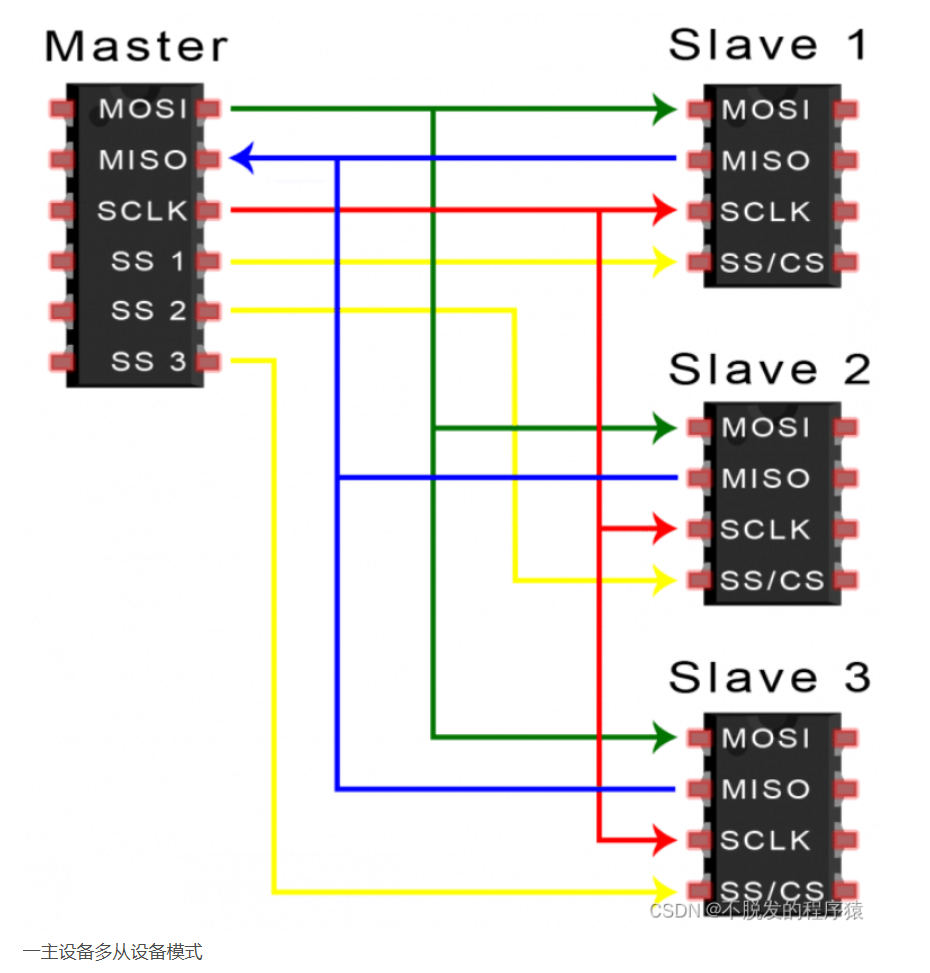 Master
MOSI
MISO
SCLK
SS 1
SS 2
SS 3
Slave 1
MOSI
MISO
SCLK
SS/CS
Slave 2
MOSI
MISO
SCLK
SS/CS
Slave 3
MOSI
MISO
SCLK
SS/CS
CSDN @不脱发的程序猿
一主设备多从设备模式